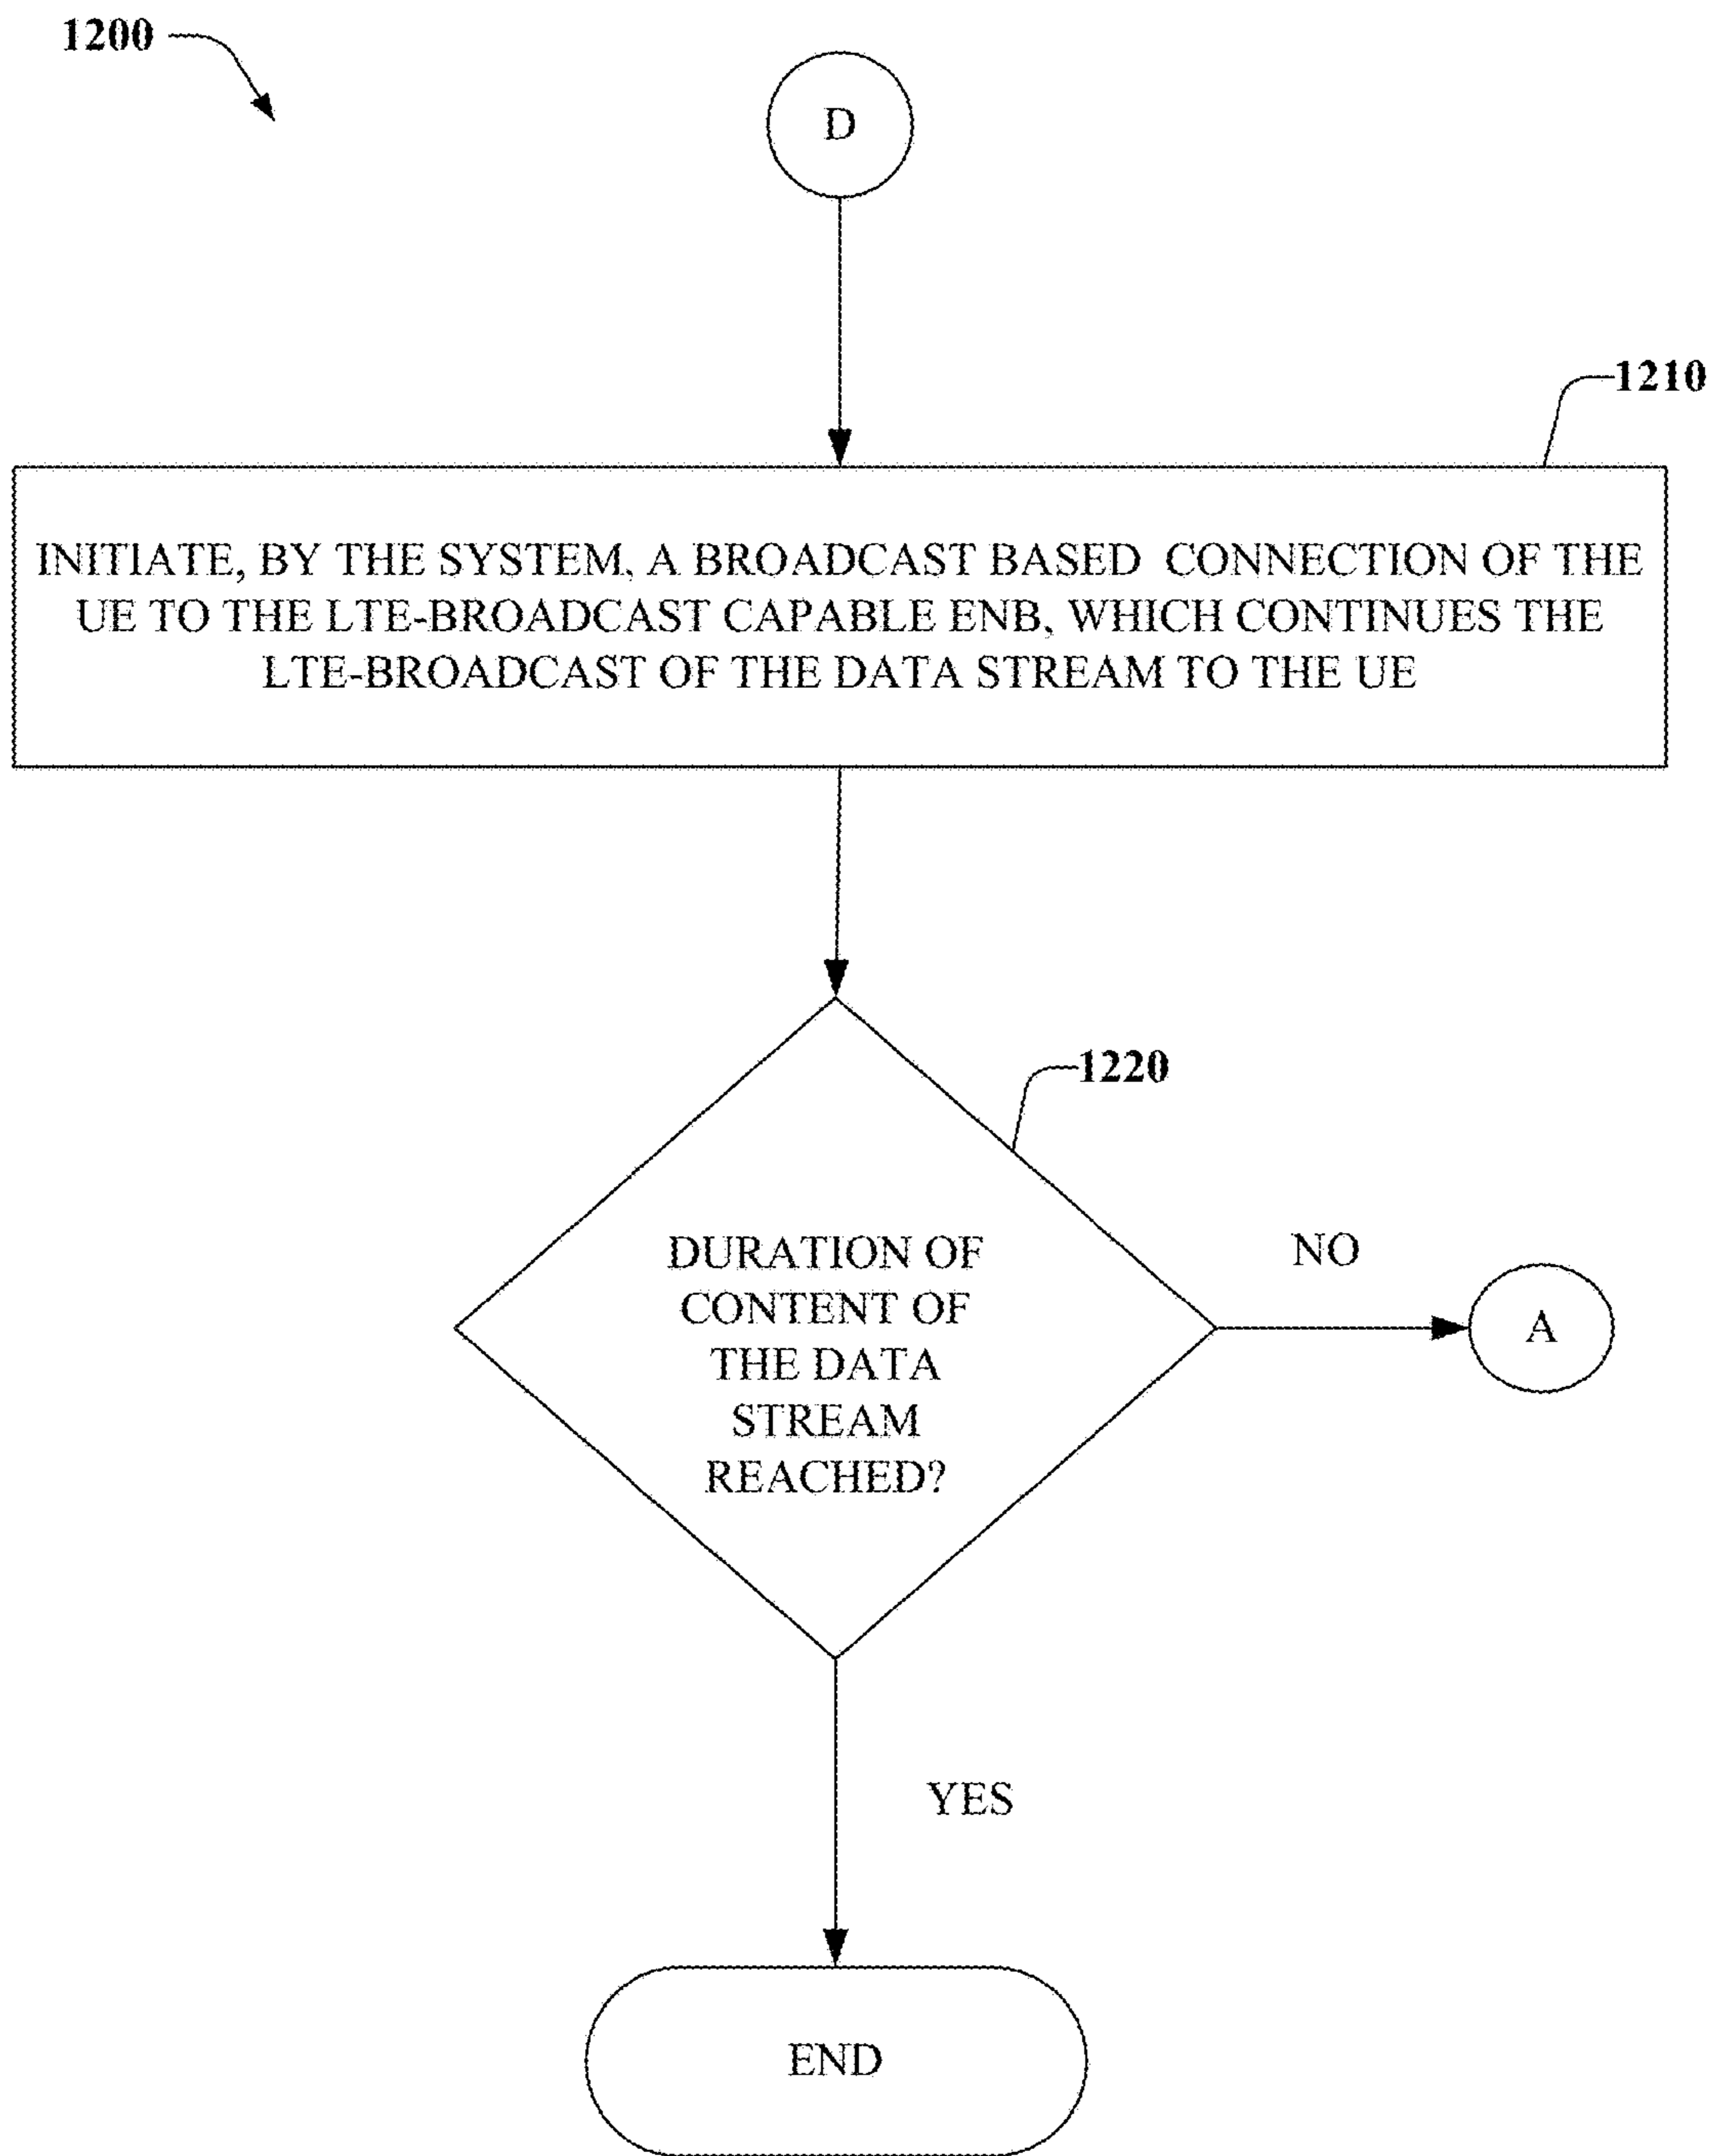 1200
D
1210
INITIATE, BY THE SYSTEM, A BROADCAST BASED CONNECTION OF THE
UE TO THE LTE-BROADCAST CAPABLE ENB, WHICH CONTINUES THE
LTE-BROADCAST OF THE DATA STREAM TO THE UE
1220
DURATION OF
CONTENT OF
THE DATA
STREAM
REACHED?
NO
A
YES
END